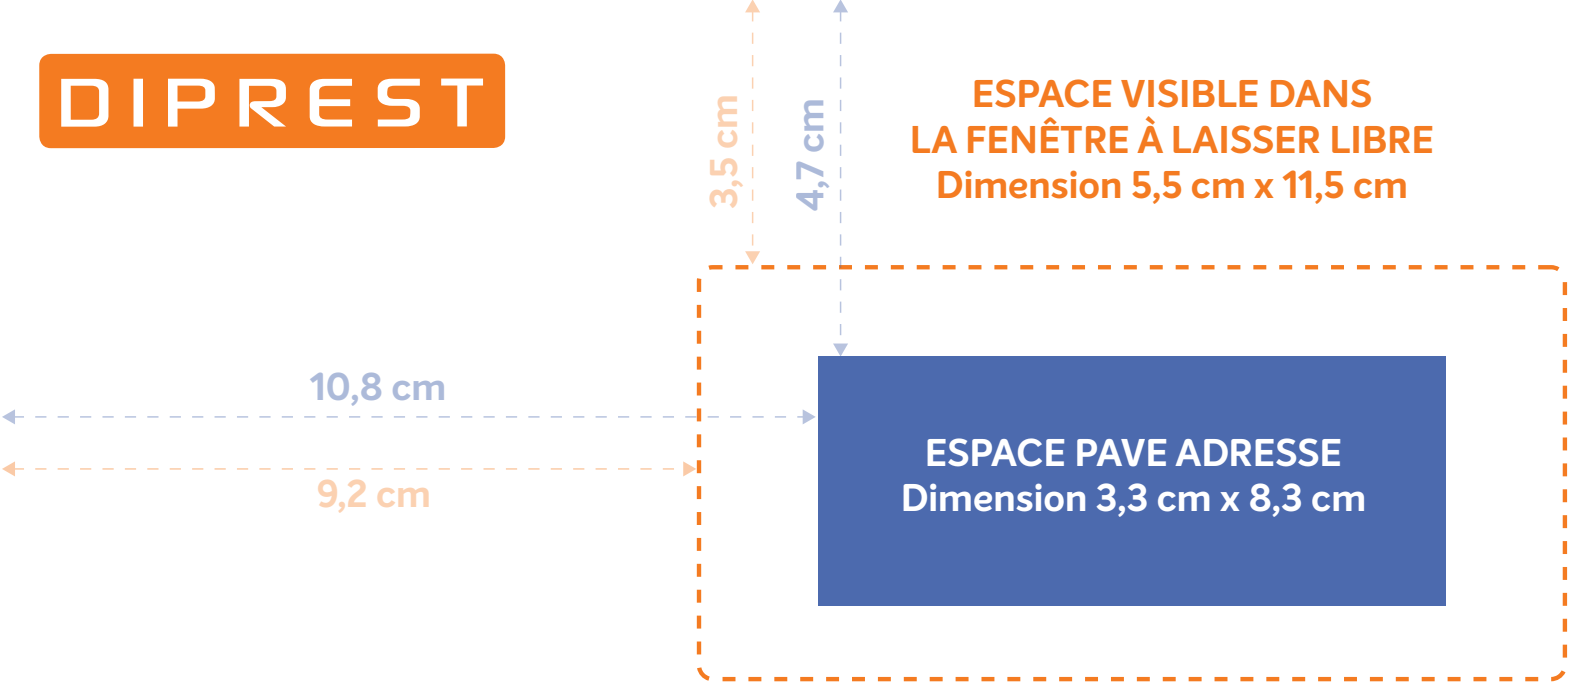 DIPREST
3,5 cm
4,7 cm
ESPACE VISIBLE DANS
LA FENÊTRE À LAISSER LIBRE
Dimension 5,5 cm x 11,5 cm
10,8 cm
9,2 cm
ESPACE PAVE ADRESSE
Dimension 3,3 cm x 8,3 cm